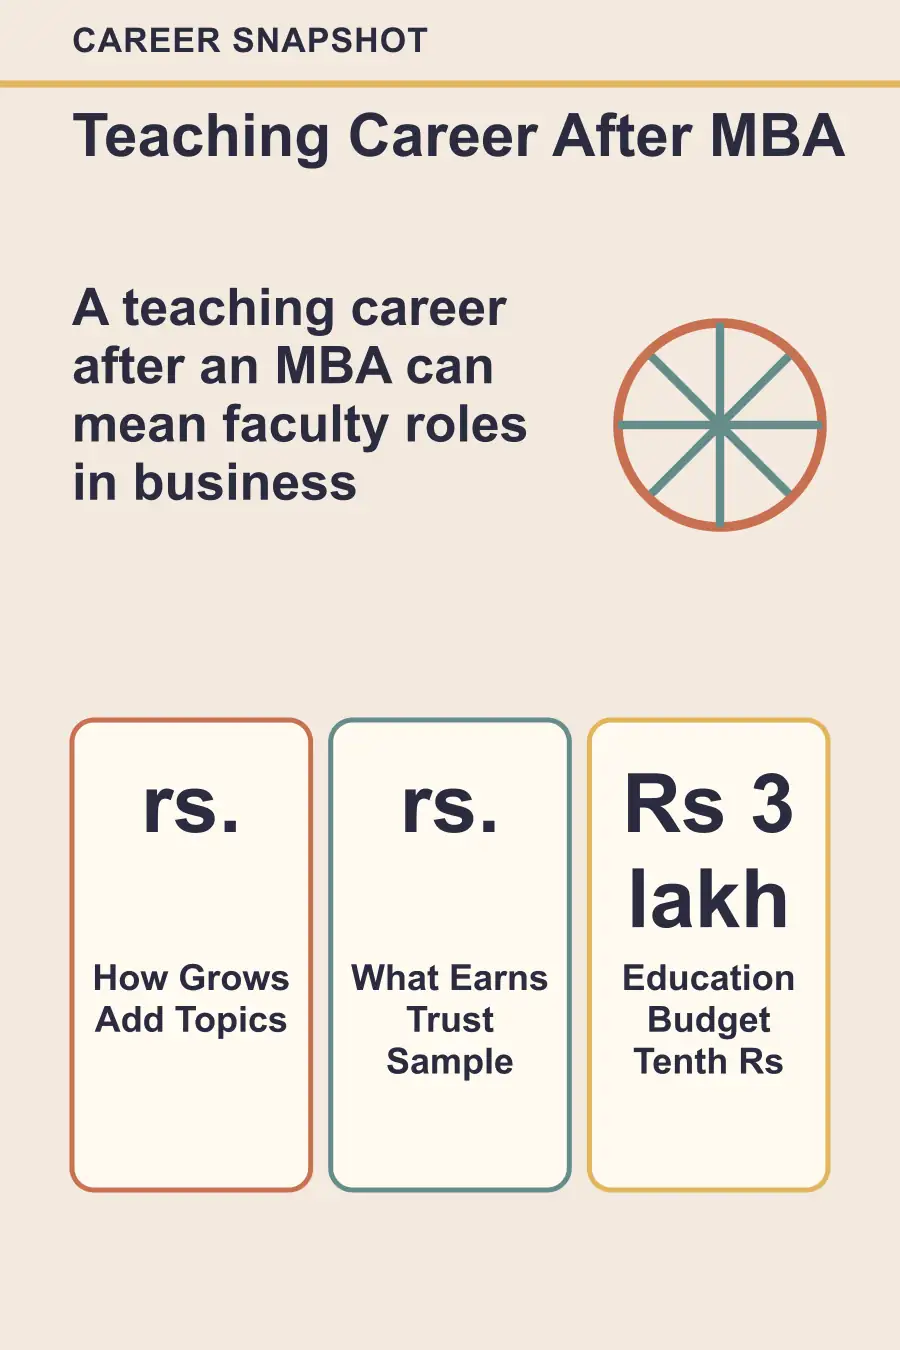 CAREER SNAPSHOT
Teaching Career After MBA
A teaching career
after an MBA can
mean faculty roles
in business
rs.
How Grows
Add Topics
rs.
What Earns
Trust
Sample
Rs 3
lakh
Education
Budget
Tenth Rs